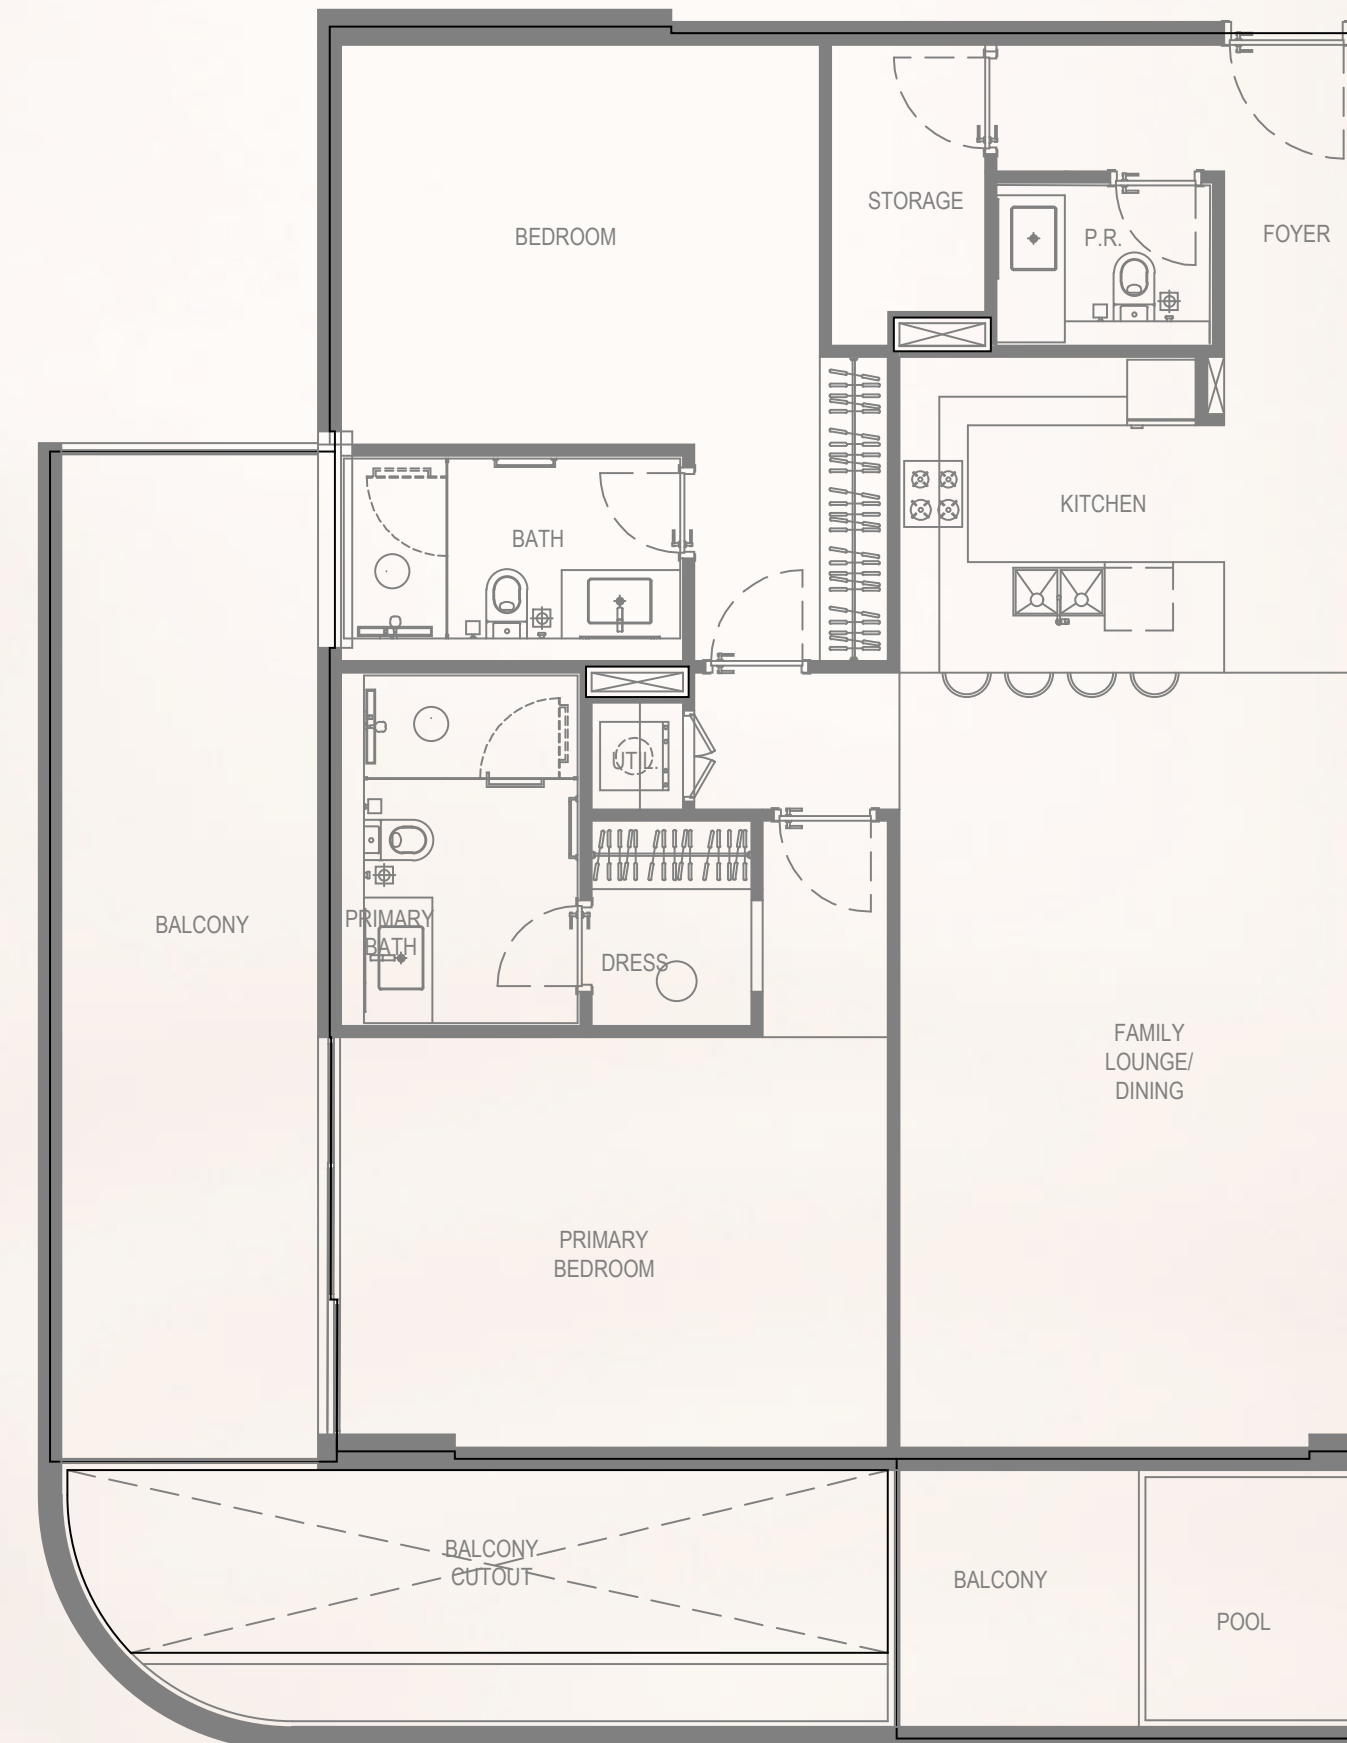 STORAGE
BEDROOM
P.R.
FOYER
KITCHEN
BATH
UTIL.
BALCONY
PRIMARY
BATH
DRESS
FAMILY
LOUNGE/
DINING
PRIMARY
BEDROOM
BALCONY
CUTOUT
BALCONY
POOL